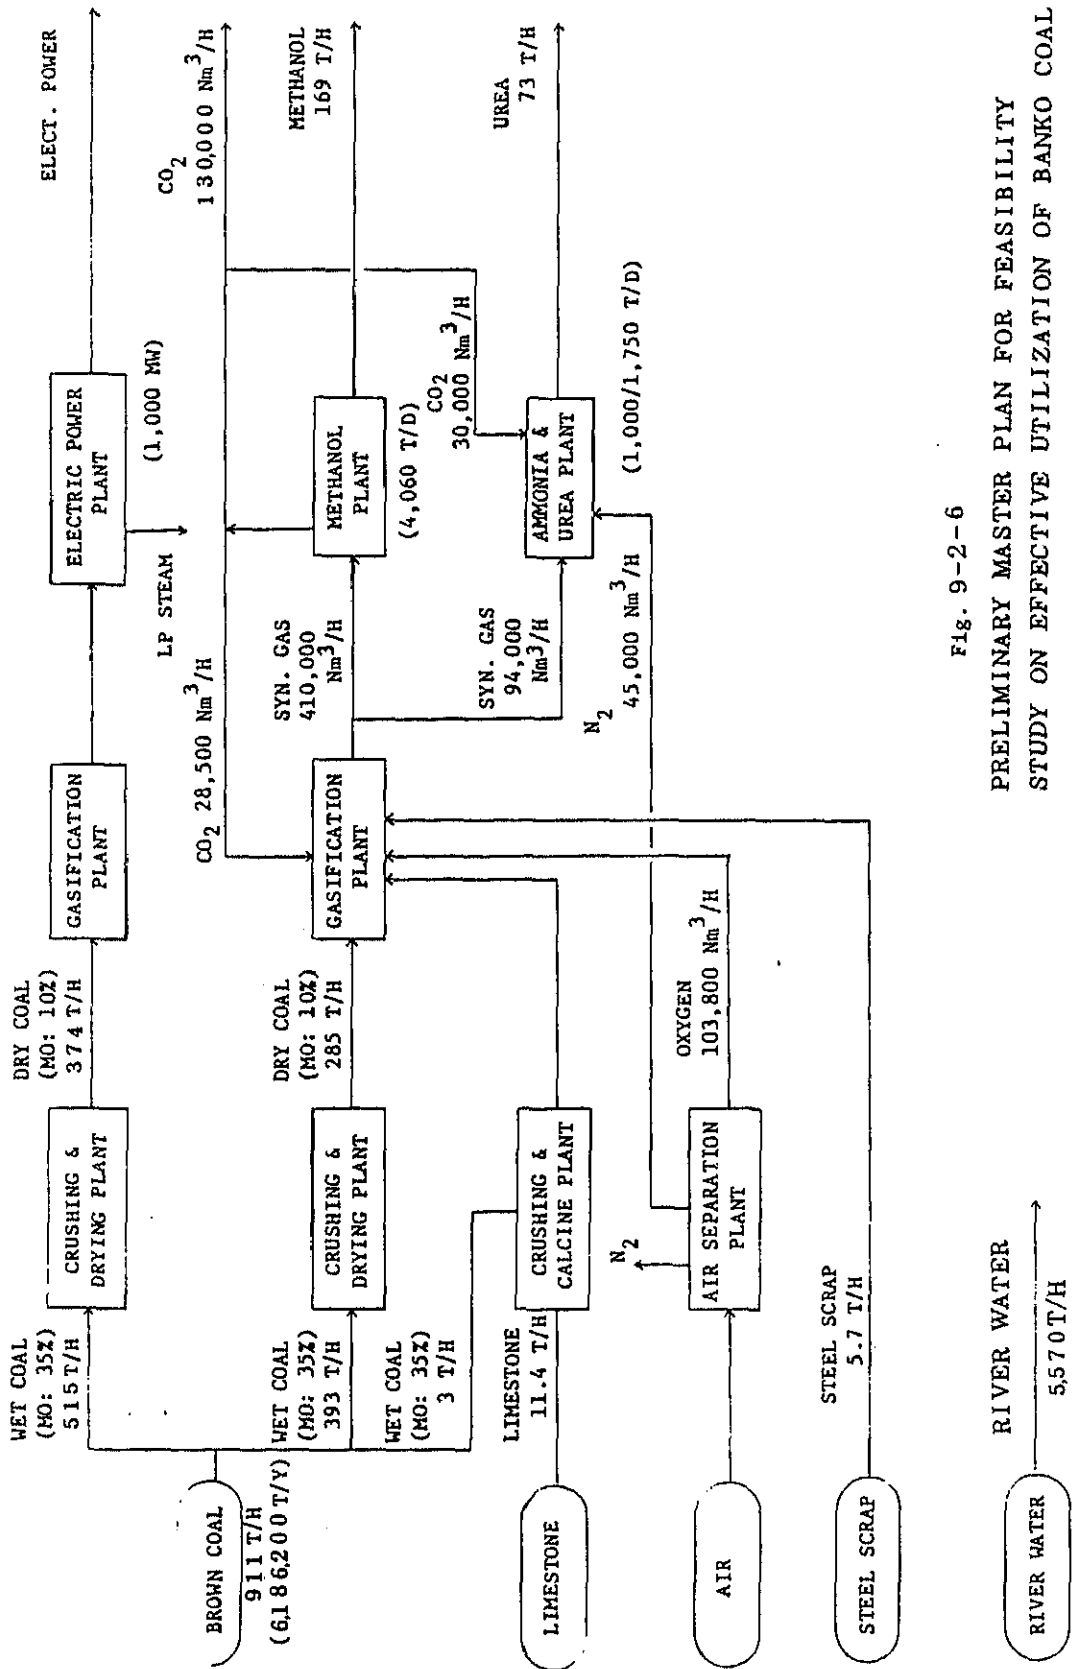 BROWN COAL
911 T/H
(6,186,200 T/Y)
WET COAL
(MO: 35%)
515 T/H
CRUSHING &
DRYING PLANT
DRY COAL
(MO: 10%)
374 T/H
GASIFICATION
PLANT
ELECTRIC POWER
PLANT
(1,000 MW)
LP STEAM
ELECT. POWER
WET COAL
(MO: 35%)
393 T/H
CRUSHING &
DRYING PLANT
DRY COAL
(MO: 10%)
285 T/H
GASIFICATION
PLANT
CO2 28,500 Nm3/H
SYN. GAS
410,000
Nm3/H
METHANOL
PLANT
(4,060 T/D)
CO2
130,000 Nm3/H
METHANOL
169 T/H
WET COAL
(MO: 35%)
3 T/H
LIMESTONE
LIMESTONE
11.4 T/H
CRUSHING &
CALCINE PLANT
SYN. GAS
94,000
Nm3/H
CO2
30,000 Nm3/H
AMMONIA &
UREA PLANT
(1,000/1,750 T/D)
UREA
73 T/H
AIR
AIR SEPARATION
PLANT
N2
OXYGEN
103,800 Nm3/H
N2
45,000 Nm3/H
STEEL SCRAP
STEEL SCRAP
5.7 T/H
RIVER WATER
RIVER WATER
5,570T/H
Fig. 9-2-6
PRELIMINARY MASTER PLAN FOR FEASIBILITY
STUDY ON EFFECTIVE UTILIZATION OF BANKO COAL